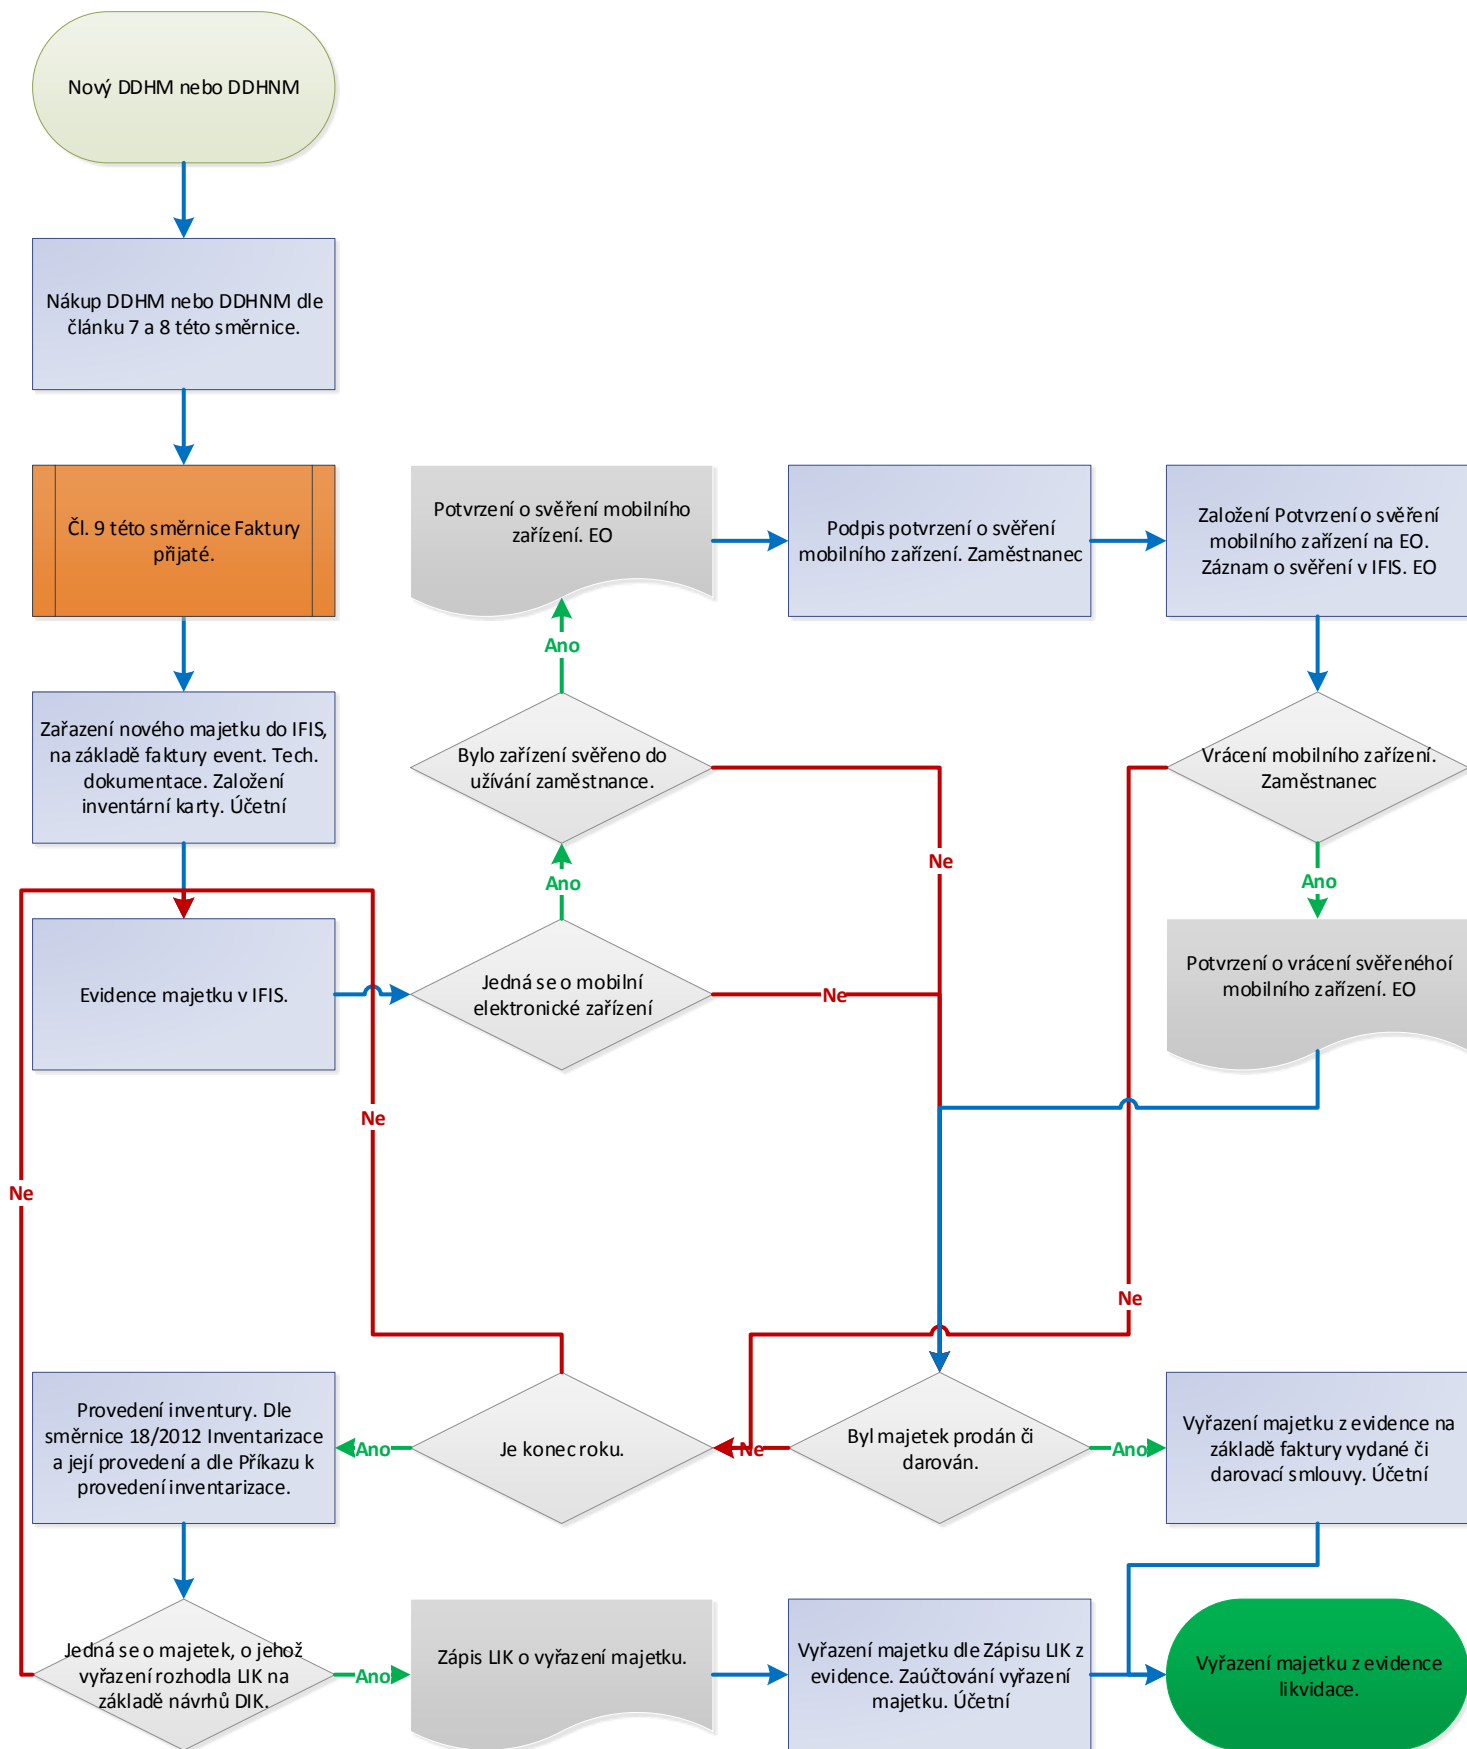 Nový DDHM nebo DDHNM
Nákup DDHM nebo DDHNM dle
článku 7 a 8 této směrnice.
Čl. 9 této směrnice Faktury
přijaté.
Potvrzení o svěření mobilního
zařízení. EO
Podpis potvrzení o svěření
mobilního zařízení. Zaměstnanec
Založení Potvrzení o svěření
mobilního zařízení na EO.
Záznam o svěření v IFIS. EO
Ano
Zařazení nového majetku do IFIS,
na základě faktury event. Tech.
dokumentace. Založení
inventární karty. Účetní
Bylo zařízení svěřeno do
užívání zaměstnance.
Vrácení mobilního zařízení.
Zaměstnanec
Ne
Ano
Ano
Evidence majetku v IFIS.
Jedná se o mobilní
elektronické zařízení
Ne
Potvrzení o vrácení svěřenéhoí
mobilního zařízení. EO
Ne
Ne
Ne
Provedení inventury. Dle
směrnice 18/2012 Inventarizace
a její provedení a dle Příkazu k
provedení inventarizace.
Ano
Je konec roku.
Ne
Byl majetek prodán či
darován.
Ano
Vyřazení majetku z evidence na
základě faktury vydané či
darovací smlouvy. Účetní
Jedná se o majetek, o jehož
vyřazení rozhodla LIK na
základě návrhů DIK.
Ano
Zápis LIK o vyřazení majetku.
Vyřazení majetku dle Zápisu LIK z
evidence. Zaúčtování vyřazení
majetku. Účetní
Vyřazení majetku z evidence
likvidace.